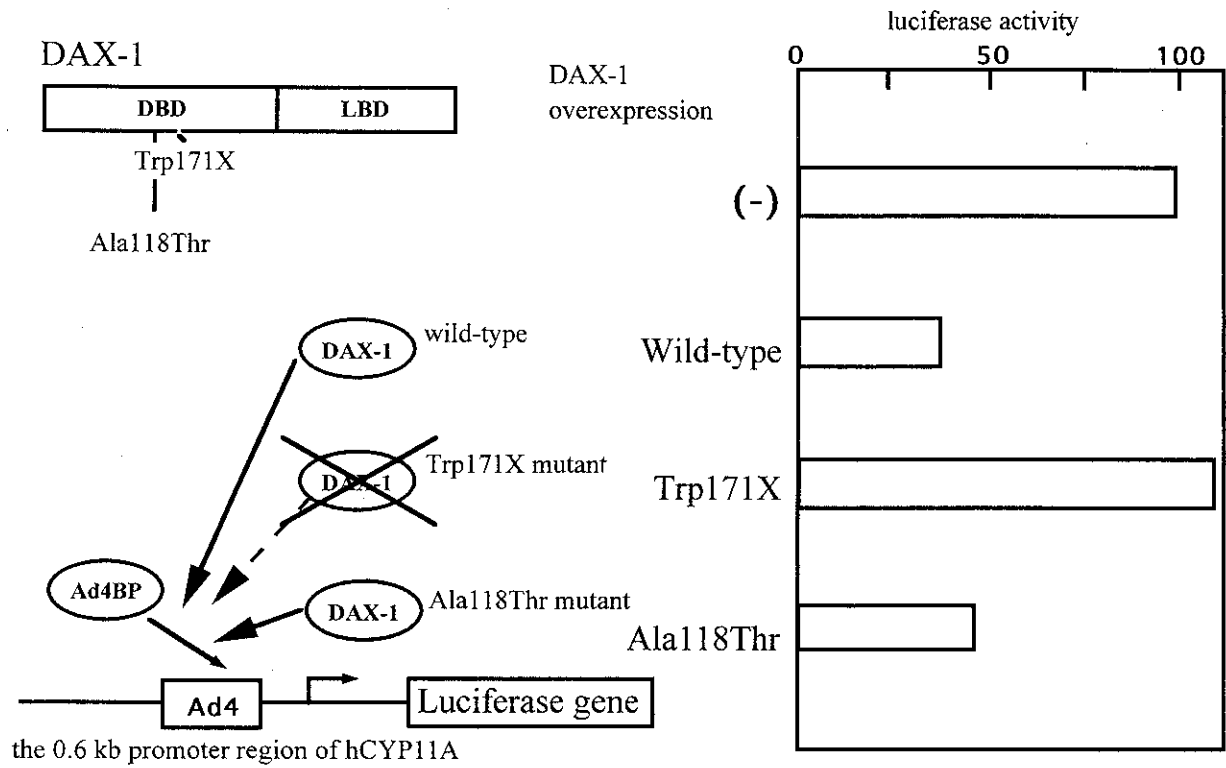 DAX-1
DBD LBD
Trp171X
Ala118Thr
DAX-1 wild-type
DAX-1 Trp171X mutant
Ad4BP
DAX-1 Ala118Thr mutant
Ad4 Luciferase gene
the 0.6 kb promoter region of hCYP11A
luciferase activity
0 50 100
DAX-1
overexpression
(-)
Wild-type
Trp171X
Ala118Thr